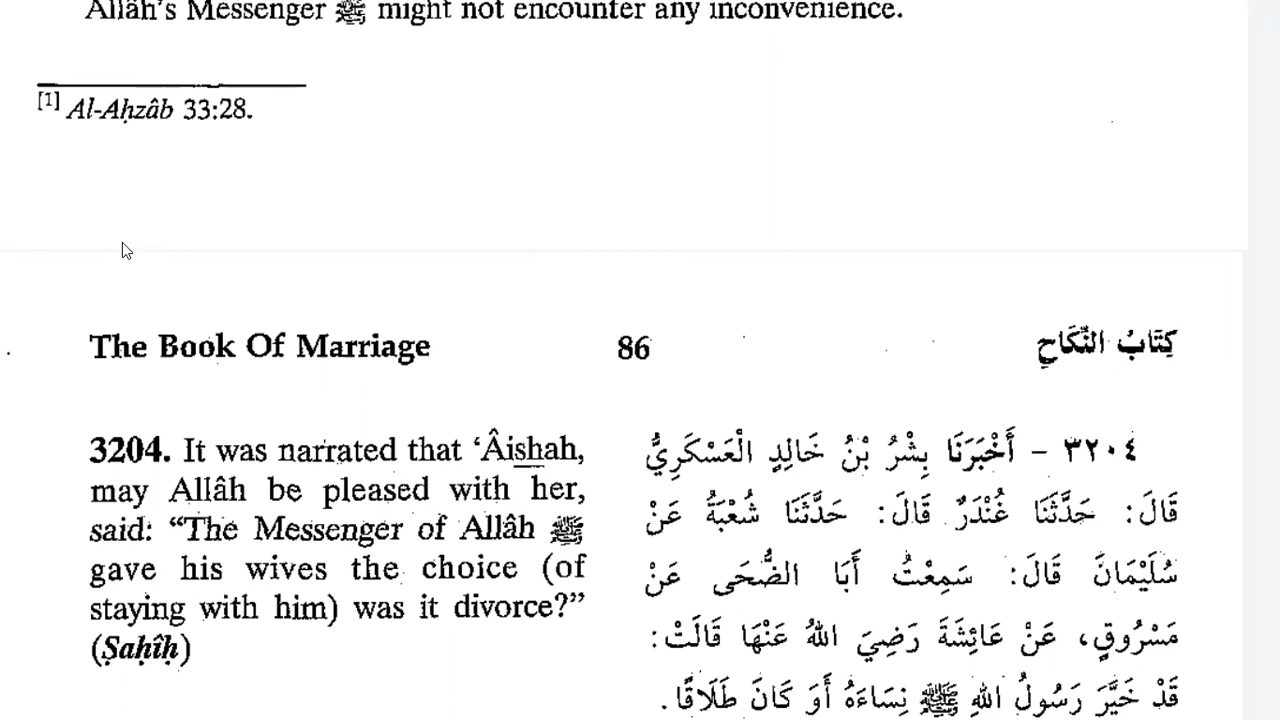 Allâh's Messenger ﷺ might not encounter any inconvenience.
[1] Al-Aḥzâb 33:28.
The Book Of Marriage 86 كِتَابُ النِّكَاحِ
3204. It was narrated that ‘Âishah,
may Allâh be pleased with her,
said: “The Messenger of Allâh ﷺ
gave his wives the choice (of
staying with him) was it divorce?”
(Ṣaḥîḥ)
٣٢٠٤ - أَخْبَرَنَا بِشْرُ بْنُ خَالِدٍ الْعَسْكَرِيُّ
قَالَ: حَدَّثَنَا غُنْدَرٌ قَالَ: حَدَّثَنَا شُعْبَةُ عَنْ
سُلَيْمَانَ قَالَ: سَمِعْتُ أَبَا الضُّحَى عَنْ
مَسْرُوقٍ، عَنْ عَائِشَةَ رَضِيَ اللهُ عَنْهَا قَالَتْ:
قَدْ خَيَّرَ رَسُولُ اللهِ ﷺ نِسَاءَهُ أَوَ كَانَ طَلَاقًا.